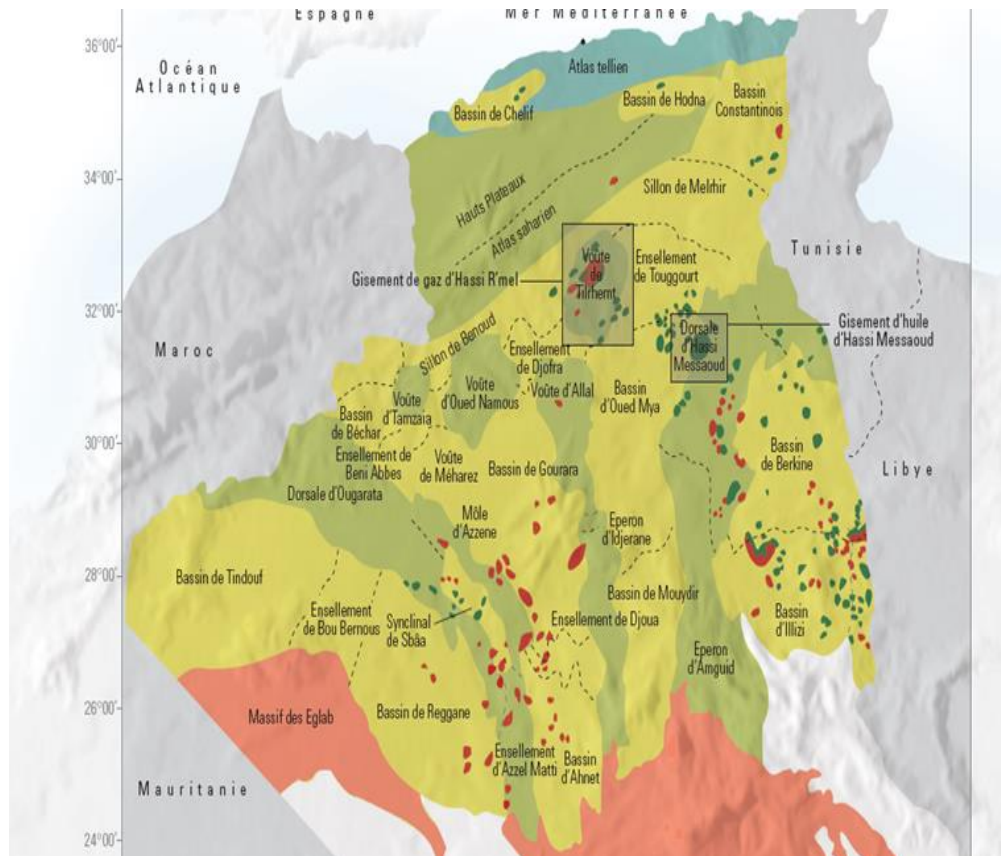 Espagne
Mer Méditerranée
36°00'
Océan
Atlantique
Atlas tellien
Bassin de Chelif
Bassin de Hodna
Bassin
Constantinois
34°00'
Hauts Plateaux
Atlas saharien
Sillon de Melrhir
Tunisie
Gisement de gaz d'Hassi R'mel
Voûte
de
Tilrhemt
Ensellement
de Touggourt
32°00'
Maroc
Sillon de Benoud
Ensellement
de Djofra
Dorsale
d'Hassi
Messaoud
Gisement d'huile
d'Hassi Messaoud
Voûte
d'Tamzaia
Voûte
d'Oued Namous
Voûte d'Allal
Bassin
d'Oued Mya
Bassin
de Béchar
30°00'
Ensellement de
Beni Abbes
Voûte
de Méharez
Bassin de Gourara
Bassin
de Berkine
Libye
Dorsale d'Ougarata
Môle
d'Azzene
Eperon
d'Idjerane
28°00'
Bassin de Tindouf
Ensellement
de Bou Bernous
Synclinal
de Sbâa
Bassin de Mouydir
Ensellement de Djoua
Bassin
d'Illizi
Eperon
d'Amguid
26°00'
Massif des Eglab
Bassin de Reggane
Ensellement
d'Azzel Matti
Bassin
d'Ahnet
Mauritanie
24°00'